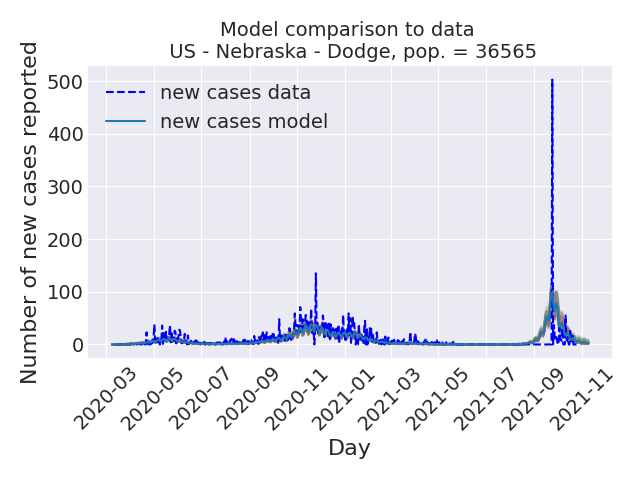 Model comparison to data
US - Nebraska - Dodge, pop. = 36565
Number of new cases reported
500
400
300
200
100
0
new cases data
new cases model
2020-03
2020-05
2020-07
2020-09
2020-11
2021-01
2021-03
2021-05
2021-07
2021-09
2021-11
Day